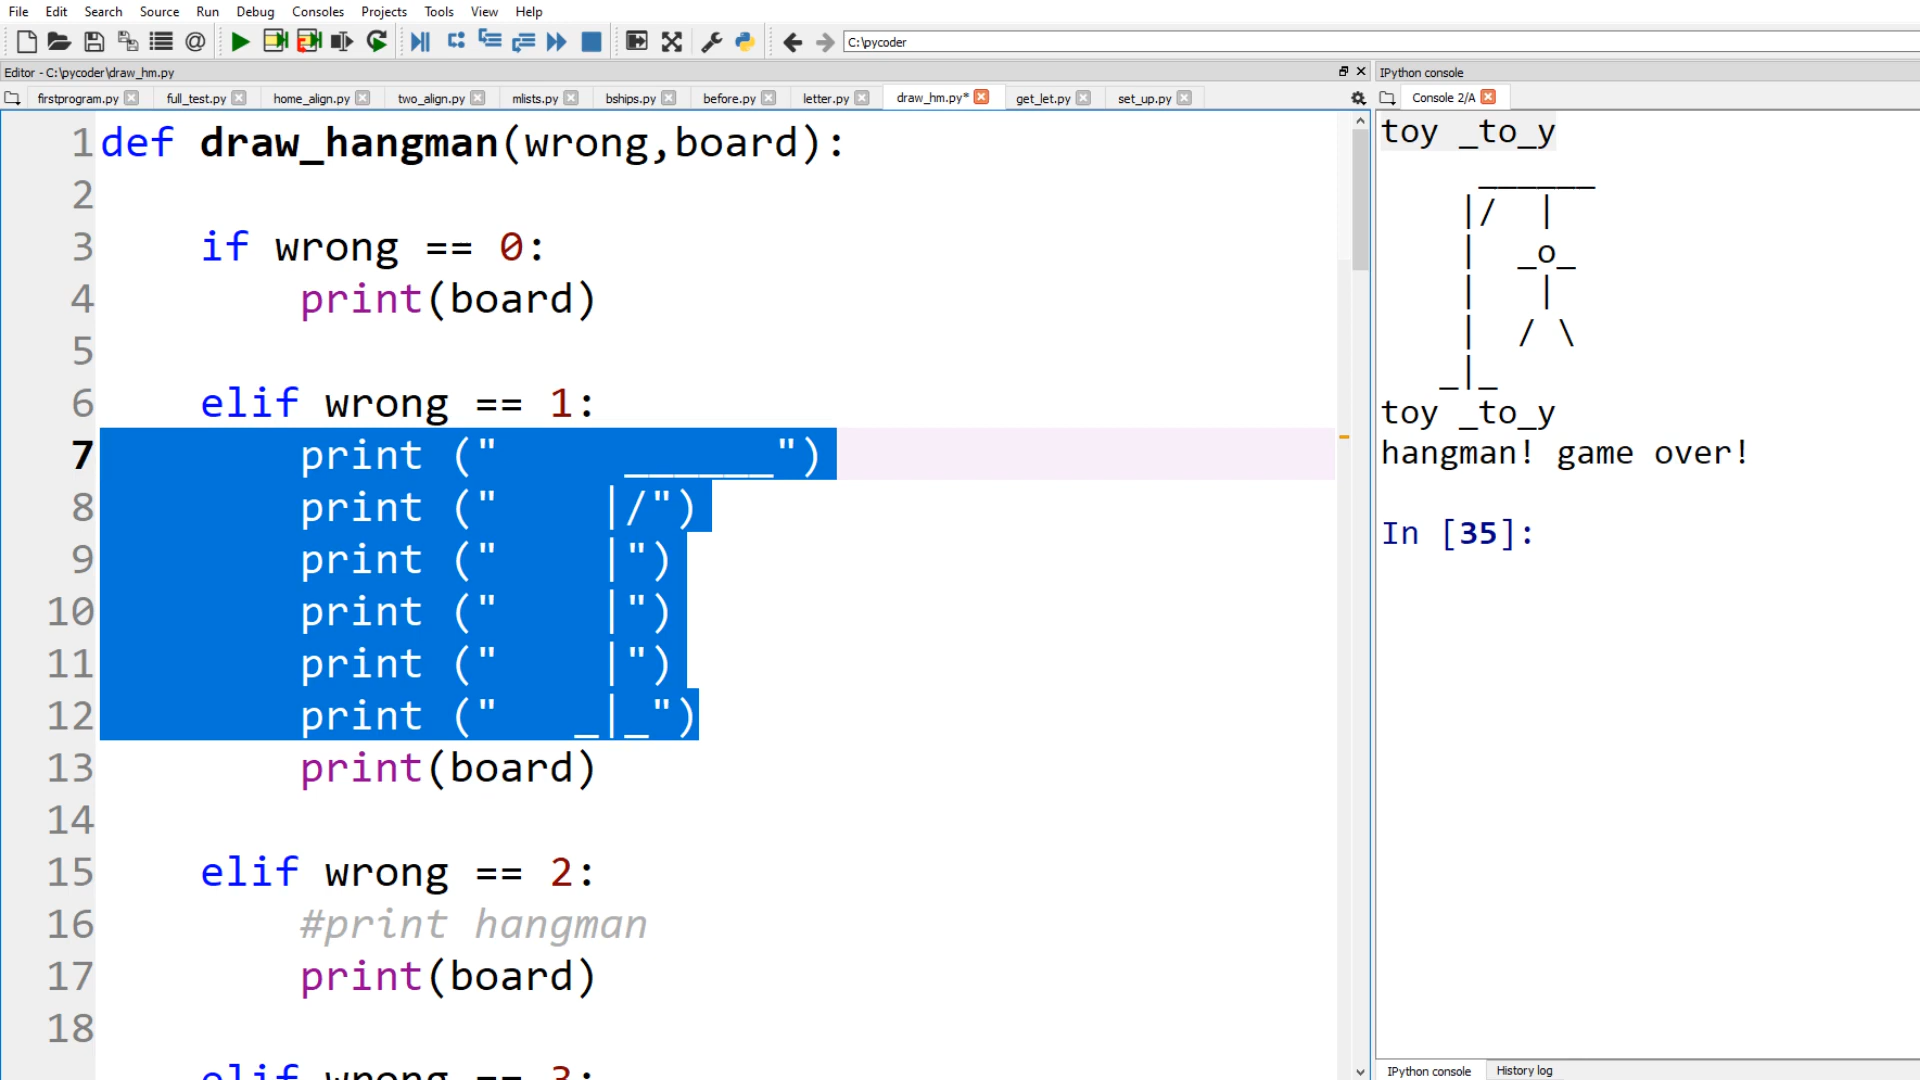 File Edit Search Source Run Debug Consoles Projects Tools View Help
C:\pycoder
Editor - C:\pycoder\draw_hm.py
firstprogram.py full_test.py home_align.py two_align.py mlists.py bships.py before.py letter.py draw_hm.py* get_let.py set_up.py
1 def draw_hangman(wrong,board):
2
3     if wrong == 0:
4         print(board)
5
6     elif wrong == 1:
7         print ("     ______")
8         print ("    |/")
9         print ("    |")
10         print ("    |")
11         print ("    |")
12         print ("   _|_")
13         print(board)
14
15     elif wrong == 2:
16         #print hangman
17         print(board)
18
    elif wrong == 3:
IPython console
Console 2/A
toy _to_y
     ______
    |/  |
    |  _o_
    |   |
    |  / \
   _|_
toy _to_y
hangman! game over!
In [35]:
IPython console History log